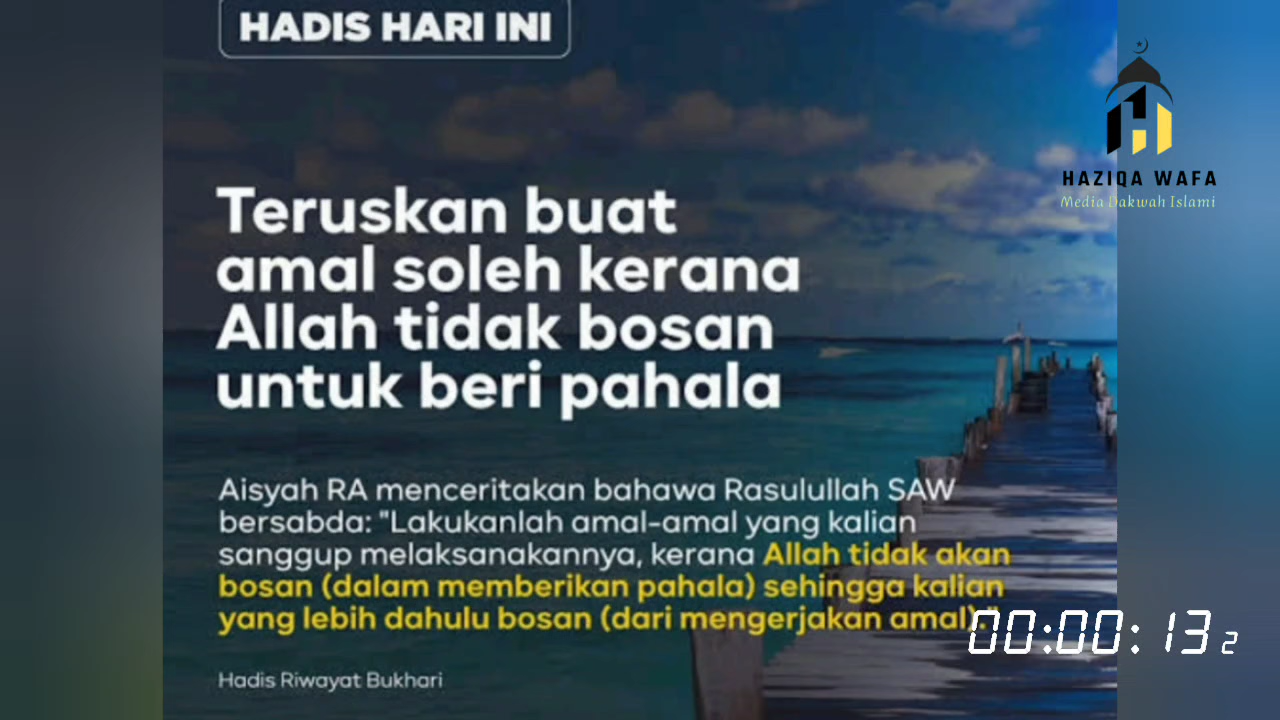 HADIS HARI INI
HAZIQA WAFA
Media Dakwah Islami
Teruskan buat
amal soleh kerana
Allah tidak bosan
untuk beri pahala
Aisyah RA menceritakan bahawa Rasulullah SAW
bersabda: "Lakukanlah amal-amal yang kalian
sanggup melaksanakannya, kerana Allah tidak akan
bosan (dalam memberikan pahala) sehingga kalian
yang lebih dahulu bosan (dari mengerjakan amal)."
00:00:13 2
Hadis Riwayat Bukhari